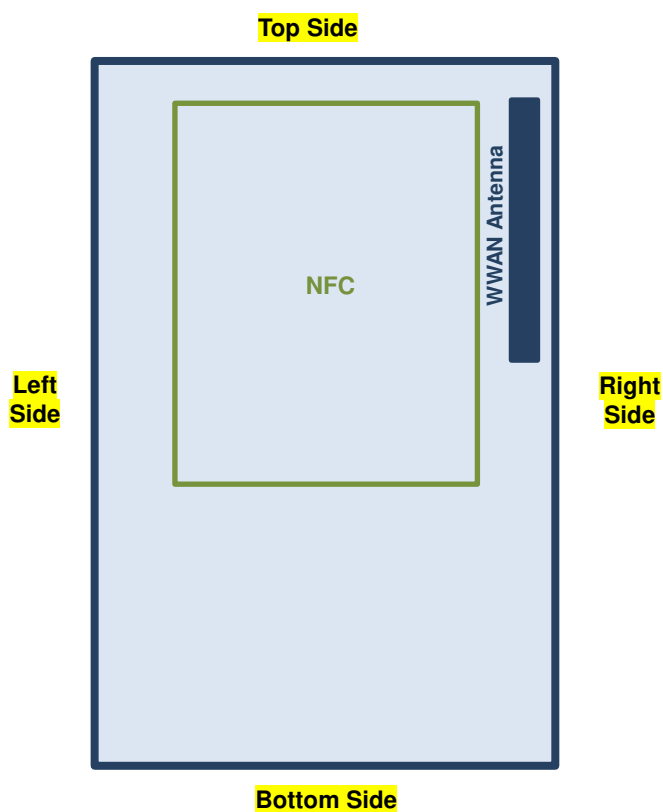 Top Side
WWAN Antenna
NFC
Left
Side
Right
Side
Bottom Side